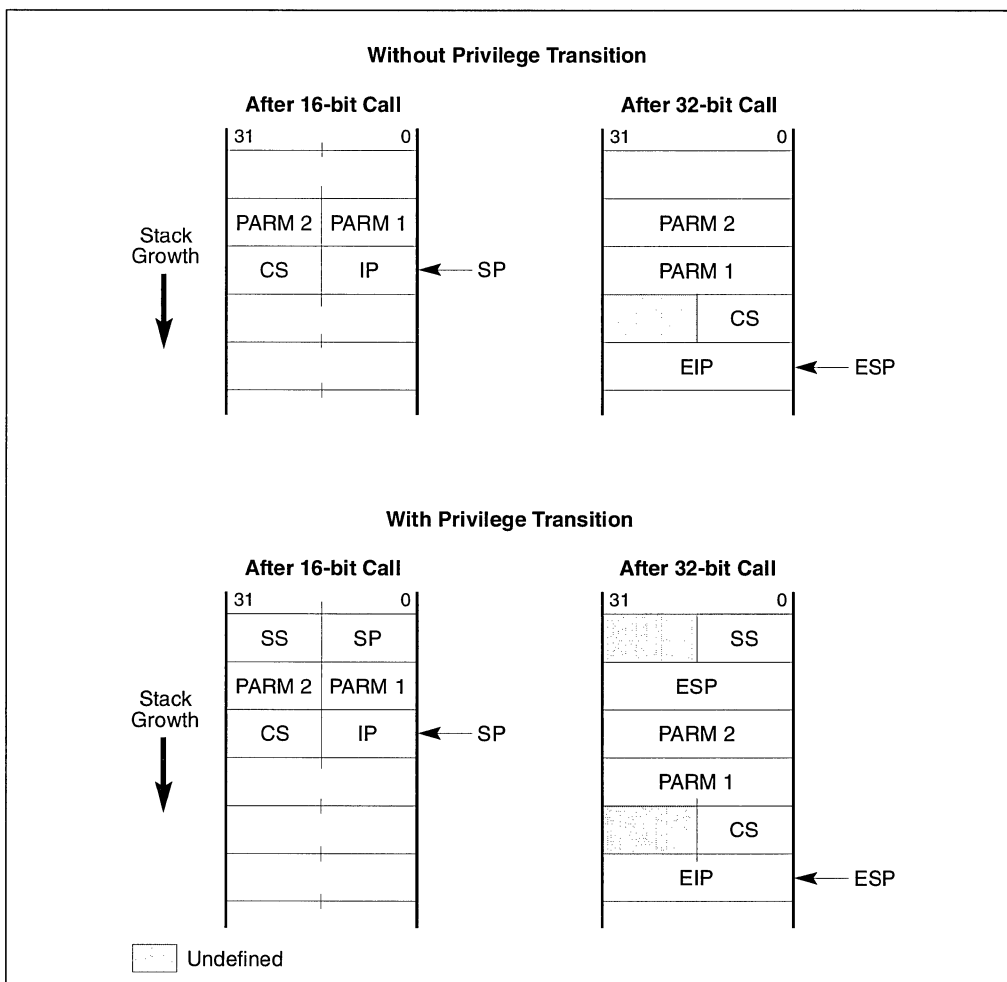 Without Privilege Transition
After 16-bit Call
After 32-bit Call
31 0
31 0
PARM 2 PARM 1
PARM 2
Stack
Growth
CS IP
SP
PARM 1
CS
EIP
ESP
With Privilege Transition
After 16-bit Call
After 32-bit Call
31 0
31 0
SS SP
SS
Stack
Growth
PARM 2 PARM 1
ESP
CS IP
SP
PARM 2
PARM 1
CS
EIP
ESP
Undefined